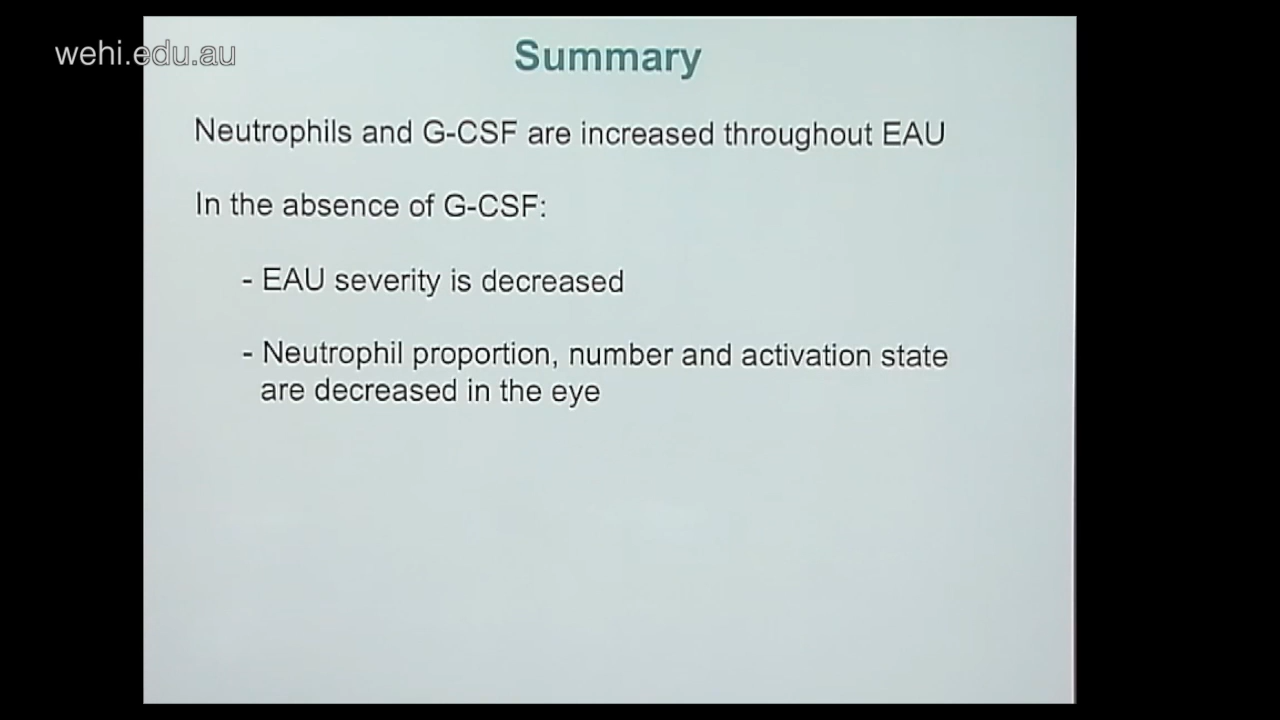 wehi.edu.au
Summary
Neutrophils and G-CSF are increased throughout EAU
In the absence of G-CSF:
- EAU severity is decreased
- Neutrophil proportion, number and activation state
are decreased in the eye